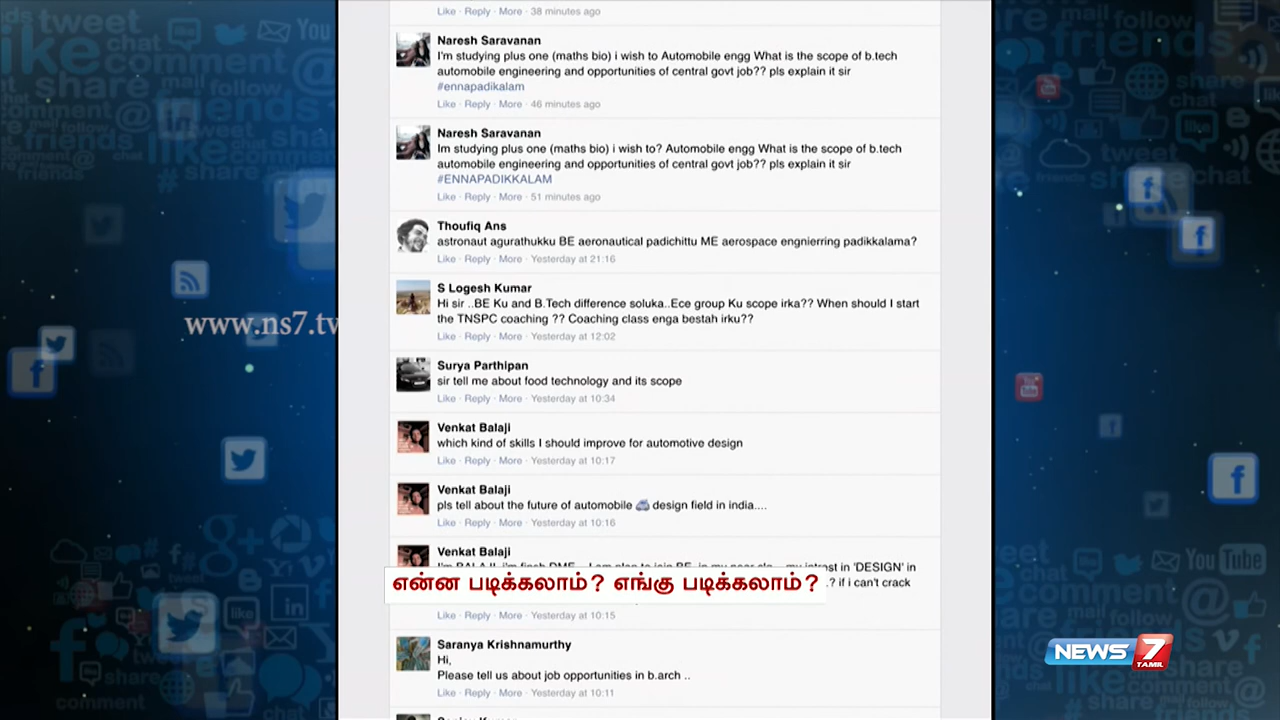 Like · Reply · More · 38 minutes ago
Naresh Saravanan
I'm studying plus one (maths bio) i wish to Automobile engg What is the scope of b.tech
automobile engineering and opportunities of central govt job?? pls explain it sir
#ennapadikalam
Like · Reply · More · 46 minutes ago
Naresh Saravanan
Im studying plus one (maths bio) i wish to? Automobile engg What is the scope of b.tech
automobile engineering and opportunities of central govt job?? pls explain it sir
#ENNAPADIKKALAM
Like · Reply · More · 51 minutes ago
Thoufiq Ans
astronaut agurathukku BE aeronautical padichittu ME aerospace engnierring padikkalama?
Like · Reply · More · Yesterday at 21:16
S Logesh Kumar
Hi sir ..BE Ku and B.Tech difference soluka..Ece group Ku scope irka?? When should I start
the TNSPC coaching ?? Coaching class enga bestah irku??
Like · Reply · More · Yesterday at 12:02
www.ns7.tv
Surya Parthipan
sir tell me about food technology and its scope
Like · Reply · More · Yesterday at 10:34
Venkat Balaji
which kind of skills I should improve for automotive design
Like · Reply · More · Yesterday at 10:17
Venkat Balaji
pls tell about the future of automobile 🚙 design field in india....
Like · Reply · More · Yesterday at 10:16
Venkat Balaji
in 'DESIGN' in
.? if i can't crack
என்ன படிக்கலாம்? எங்கு படிக்கலாம்?
Like · Reply · More · Yesterday at 10:15
Saranya Krishnamurthy
Hi,
Please tell us about job opportunities in b.arch ..
Like · Reply · More · Yesterday at 10:11
NEWS 7
TAMIL